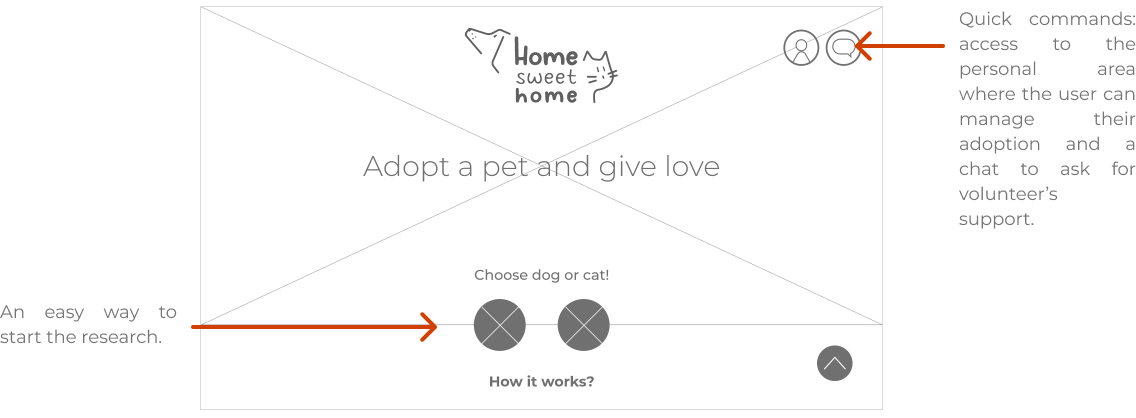 Home
sweet
home
Adopt a pet and give love
Choose dog or cat!
How it works?
An easy way to
start the research.
Quick commands:
access to the
personal area
where the user can
manage their
adoption and a
chat to ask for
volunteer’s
support.